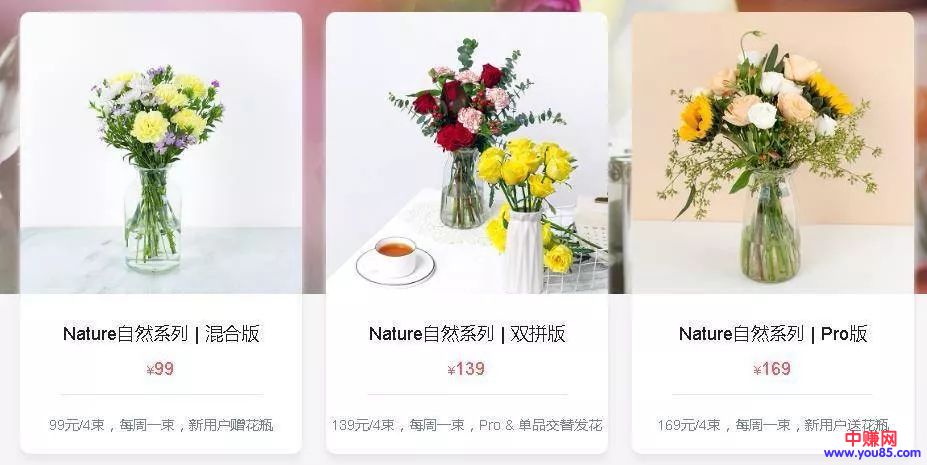 Nature自然系列 | 混合版
¥99
99元/4束，每周一束，新用户赠花瓶
Nature自然系列 | 双拼版
¥139
139元/4束，每周一束，Pro & 单品交替发花
Nature自然系列 | Pro版
¥169
169元/4束，每周一束，新用户送花瓶
中赚网
www.you85.com